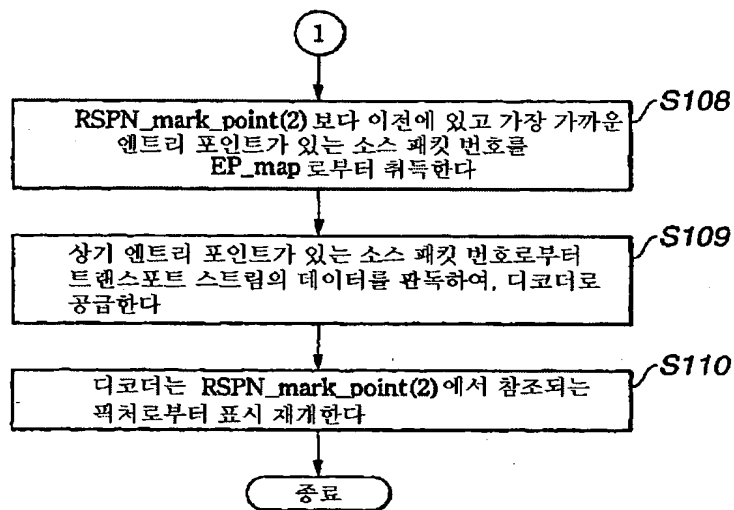 1
S108
RSPN_mark_point(2) 보다 이전에 있고 가장 가까운
엔트리 포인트가 있는 소스 패킷 번호를
EP_map 로부터 취득한다
S109
상기 엔트리 포인트가 있는 소스 패킷 번호로부터
트랜스포트 스트림의 데이터를 판독하여, 디코더로
공급한다
S110
디코더는 RSPN_mark_point(2) 에서 참조되는
픽처로부터 표시 재개한다
종료